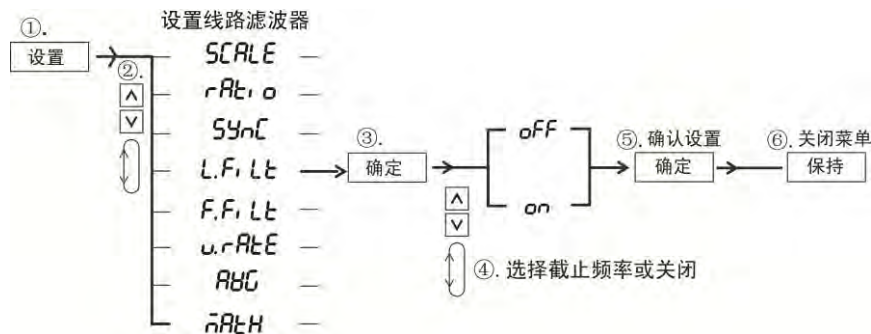 设置线路滤波器
①.
设置
②.
∧
∨
SCALE
rAtio
SYnC
L.FiLt
F.FiLt
u.rAtE
AVG
MAtH
③.
确定
∧
∨
④. 选择截止频率或关闭
oFF
on
⑤. 确认设置
确定
⑥. 关闭菜单
保持